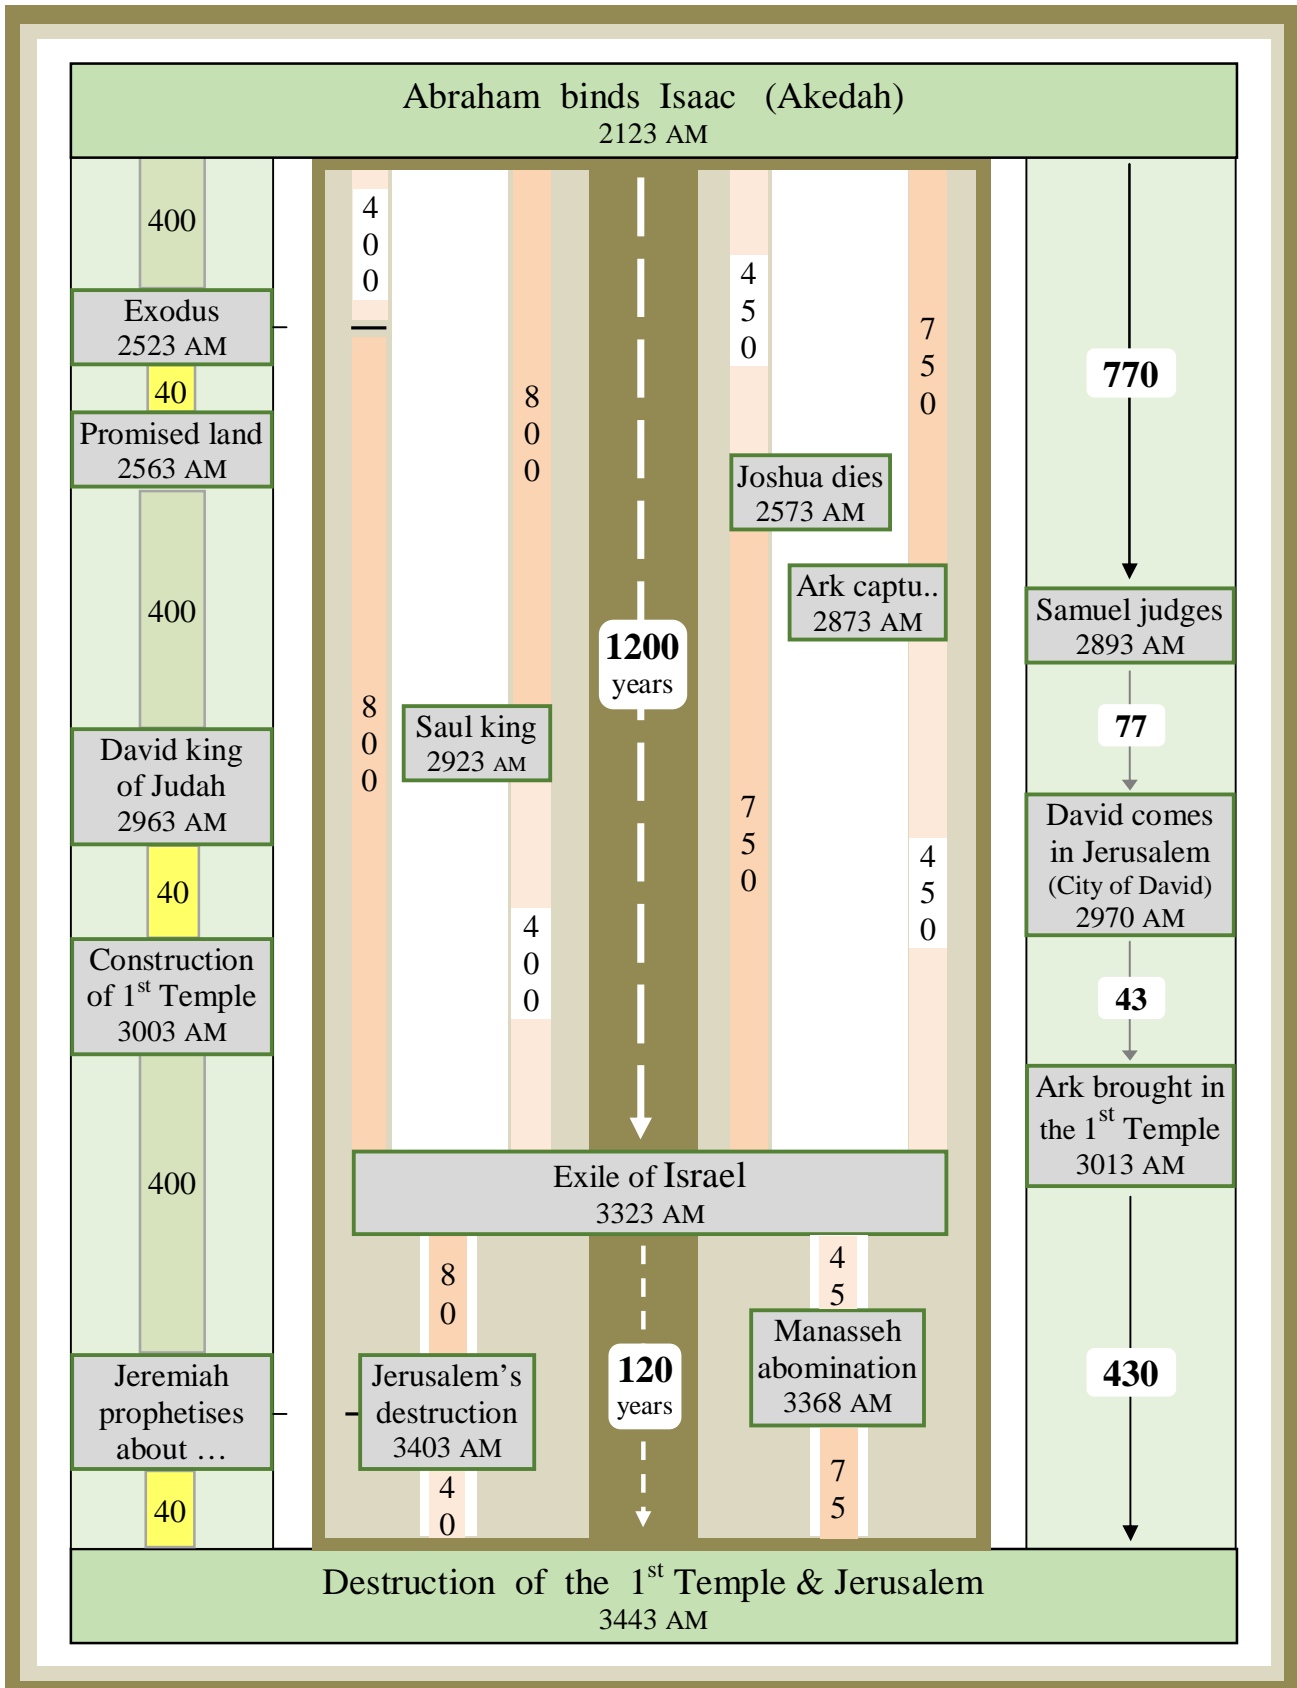 Abraham binds Isaac (Akedah)
2123 AM
400
Exodus
2523 AM
40
Promised land
2563 AM
400
David king
of Judah
2963 AM
40
Construction
of 1st Temple
3003 AM
400
Jeremiah
prophetises
about …
40
4
0
0
8
0
0
8
0
0
Saul king
2923 AM
4
0
0
1200
years
4
5
0
Joshua dies
2573 AM
7
5
0
7
5
0
Ark captu..
2873 AM
4
5
0
Exile of Israel
3323 AM
8
0
Jerusalem’s
destruction
3403 AM
4
0
120
years
4
5
Manasseh
abomination
3368 AM
7
5
770
Samuel judges
2893 AM
77
David comes
in Jerusalem
(City of David)
2970 AM
43
Ark brought in
the 1st Temple
3013 AM
430
Destruction of the 1st Temple & Jerusalem
3443 AM